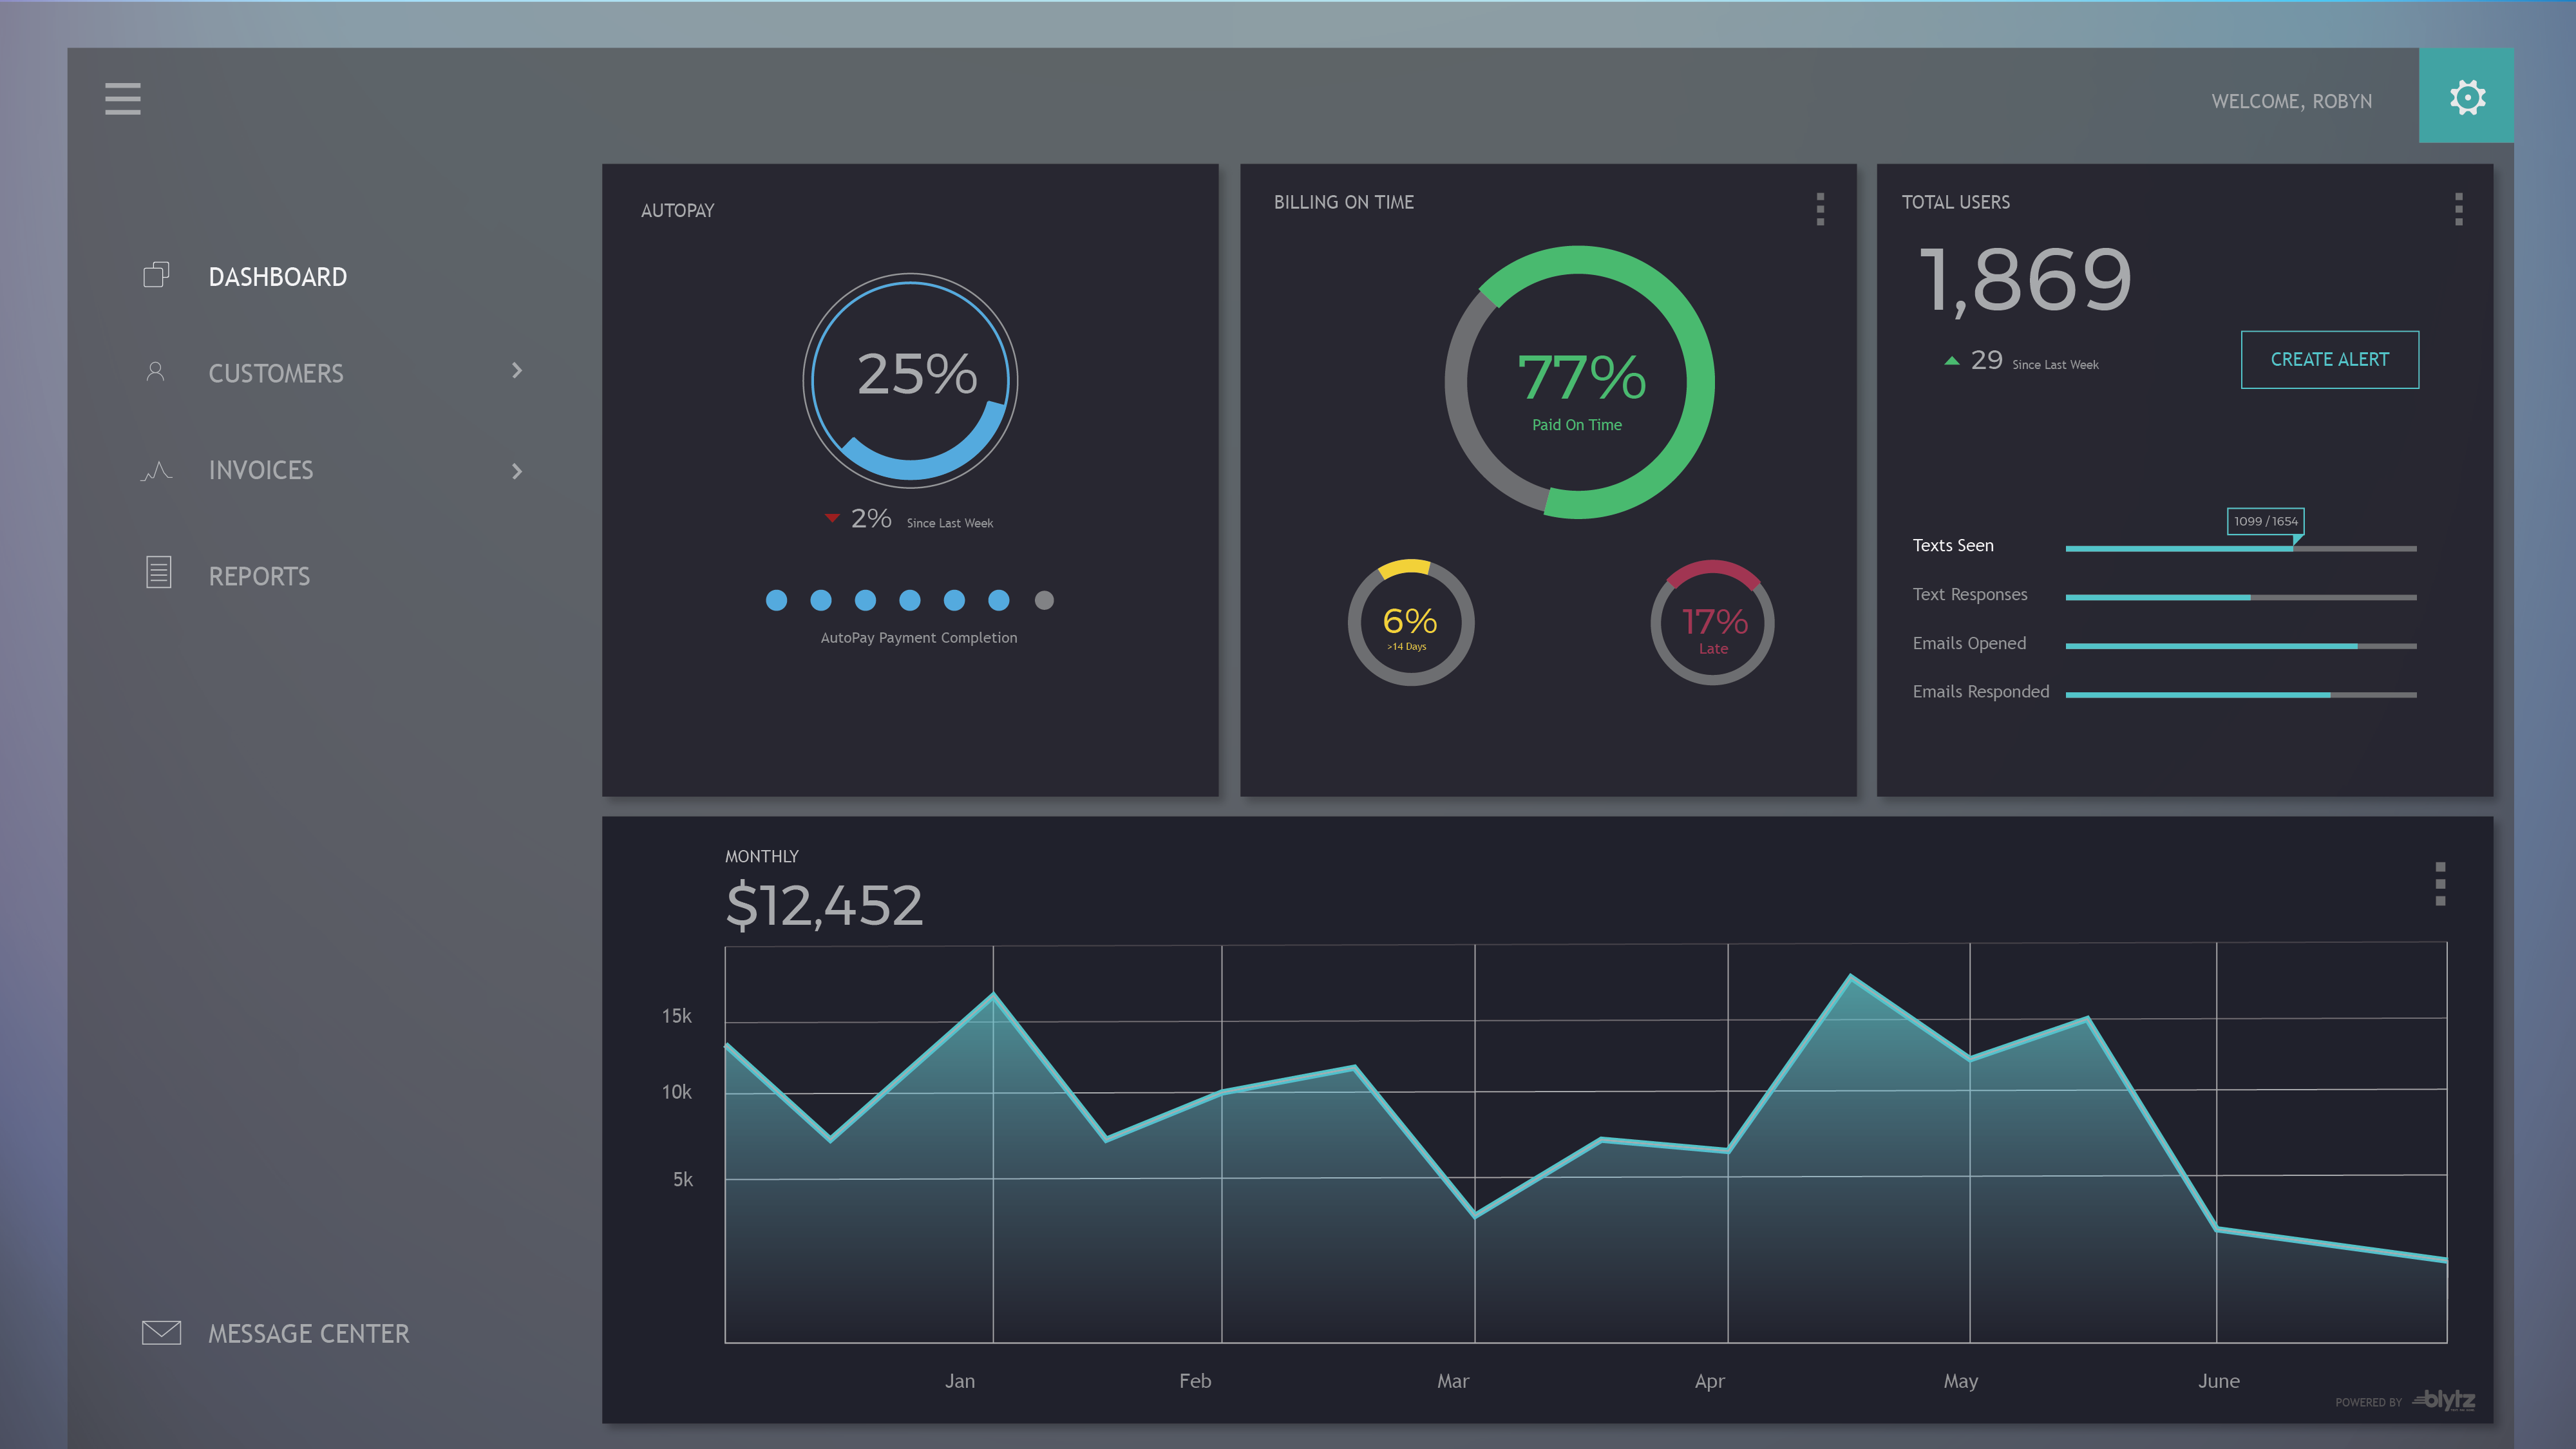 WELCOME, ROBYN
DASHBOARD
CUSTOMERS
INVOICES
REPORTS
MESSAGE CENTER
AUTOPAY
25%
2% Since Last Week
AutoPay Payment Completion
BILLING ON TIME
77%
Paid On Time
6%
>14 Days
17%
Late
TOTAL USERS
1,869
29 Since Last Week
CREATE ALERT
1099 / 1654
Texts Seen
Text Responses
Emails Opened
Emails Responded
MONTHLY
$12,452
15k
10k
5k
Jan Feb Mar Apr May June
POWERED BY blytz